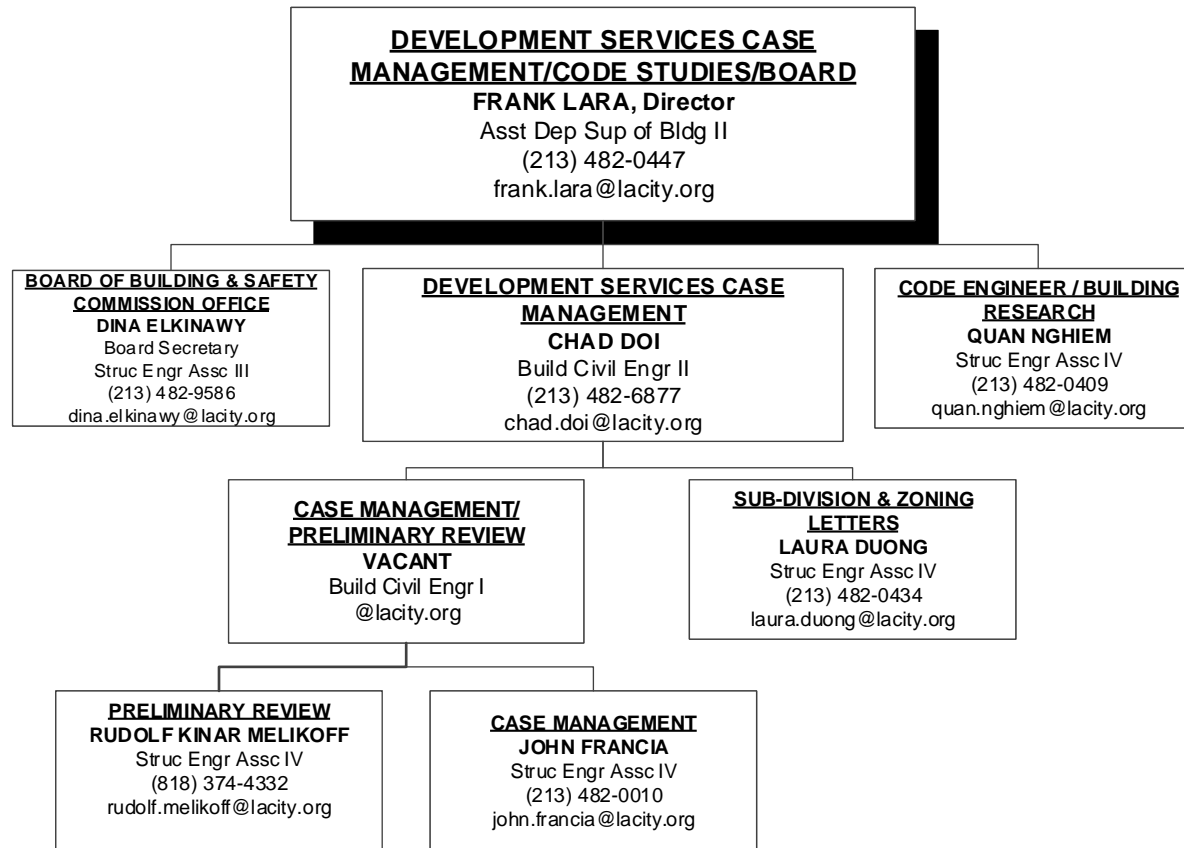 DEVELOPMENT SERVICES CASE
MANAGEMENT/CODE STUDIES/BOARD
FRANK LARA, Director
Asst Dep Sup of Bldg II
(213) 482-0447
frank.lara@lacity.org
BOARD OF BUILDING & SAFETY
COMMISSION OFFICE
DINA ELKINAWY
Board Secretary
Struc Engr Assc III
(213) 482-9586
dina.elkinawy@lacity.org
DEVELOPMENT SERVICES CASE
MANAGEMENT
CHAD DOI
Build Civil Engr II
(213) 482-6877
chad.doi@lacity.org
CODE ENGINEER / BUILDING
RESEARCH
QUAN NGHIEM
Struc Engr Assc IV
(213) 482-0409
quan.nghiem@lacity.org
CASE MANAGEMENT/
PRELIMINARY REVIEW
VACANT
Build Civil Engr I
@lacity.org
SUB-DIVISION & ZONING
LETTERS
LAURA DUONG
Struc Engr Assc IV
(213) 482-0434
laura.duong@lacity.org
PRELIMINARY REVIEW
RUDOLF KINAR MELIKOFF
Struc Engr Assc IV
(818) 374-4332
rudolf.melikoff@lacity.org
CASE MANAGEMENT
JOHN FRANCIA
Struc Engr Assc IV
(213) 482-0010
john.francia@lacity.org